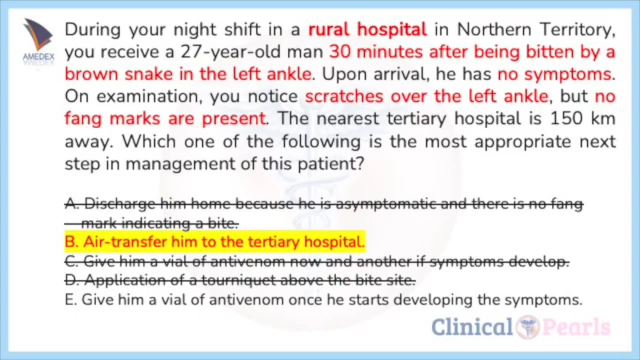 AMEDEX
During your night shift in a rural hospital in Northern Territory,
you receive a 27-year-old man 30 minutes after being bitten by a
brown snake in the left ankle. Upon arrival, he has no symptoms.
On examination, you notice scratches over the left ankle, but no
fang marks are present. The nearest tertiary hospital is 150 km
away. Which one of the following is the most appropriate next
step in management of this patient?
A. Discharge him home because he is asymptomatic and there is no fang
mark indicating a bite.
B. Air-transfer him to the tertiary hospital.
C. Give him a vial of antivenom now and another if symptoms develop.
D. Application of a tourniquet above the bite site.
E. Give him a vial of antivenom once he starts developing the symptoms.
Clinical Pearls